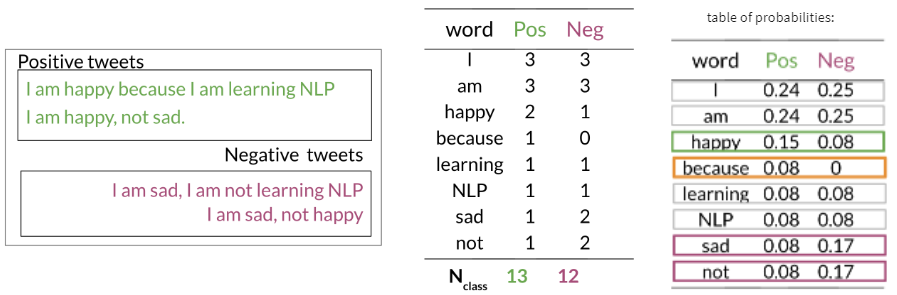 Positive tweets
I am happy because I am learning NLP
I am happy, not sad.
Negative tweets
I am sad, I am not learning NLP
I am sad, not happy
word Pos Neg
I 3 3
am 3 3
happy 2 1
because 1 0
learning 1 1
NLP 1 1
sad 1 2
not 1 2
Nclass 13 12
table of probabilities:
word Pos Neg
I 0.24 0.25
am 0.24 0.25
happy 0.15 0.08
because 0.08 0
learning 0.08 0.08
NLP 0.08 0.08
sad 0.08 0.17
not 0.08 0.17